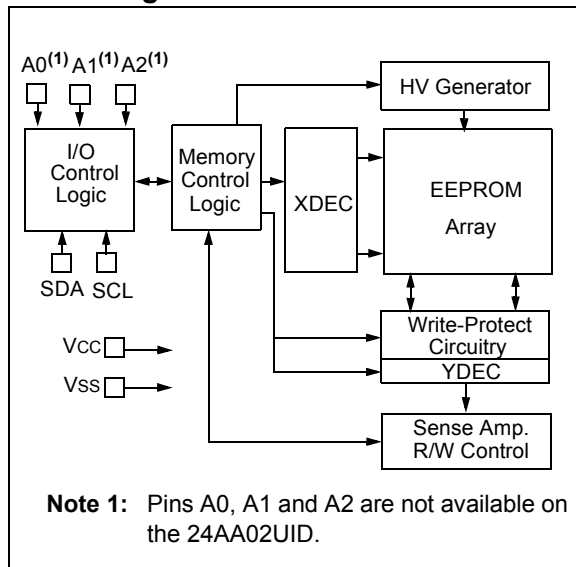 A0(1) A1(1) A2(1)
HV Generator
I/O
Control
Logic
Memory
Control
Logic
XDEC
EEPROM
Array
SDA SCL
Write-Protect
Circuitry
YDEC
VCC
VSS
Sense Amp.
R/W Control
Note 1: Pins A0, A1 and A2 are not available on
the 24AA02UID.